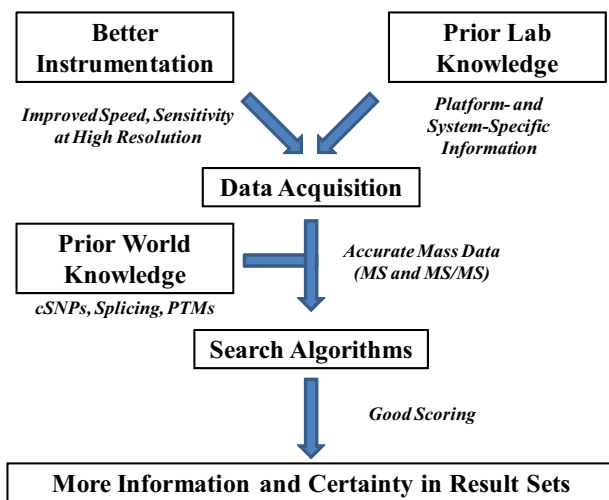 Better
Instrumentation
Prior Lab
Knowledge
Improved Speed, Sensitivity
at High Resolution
Platform- and
System-Specific
Information
Data Acquisition
Prior World
Knowledge
Accurate Mass Data
(MS and MS/MS)
cSNPs, Splicing, PTMs
Search Algorithms
Good Scoring
More Information and Certainty in Result Sets